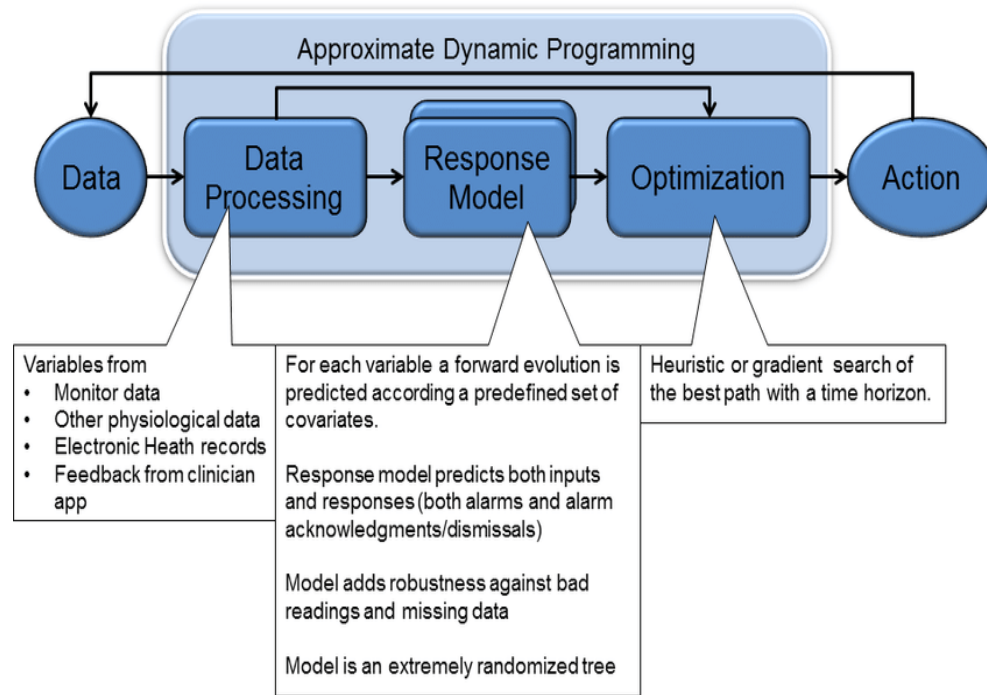 Approximate Dynamic Programming
Data
Data
Processing
Response
Model
Optimization
Action
Variables from
• Monitor data
• Other physiological data
• Electronic Heath records
• Feedback from clinician
app
For each variable a forward evolution is
predicted according a predefined set of
covariates.
Response model predicts both inputs
and responses (both alarms and alarm
acknowledgments/dismissals)
Model adds robustness against bad
readings and missing data
Model is an extremely randomized tree
Heuristic or gradient search of
the best path with a time horizon.